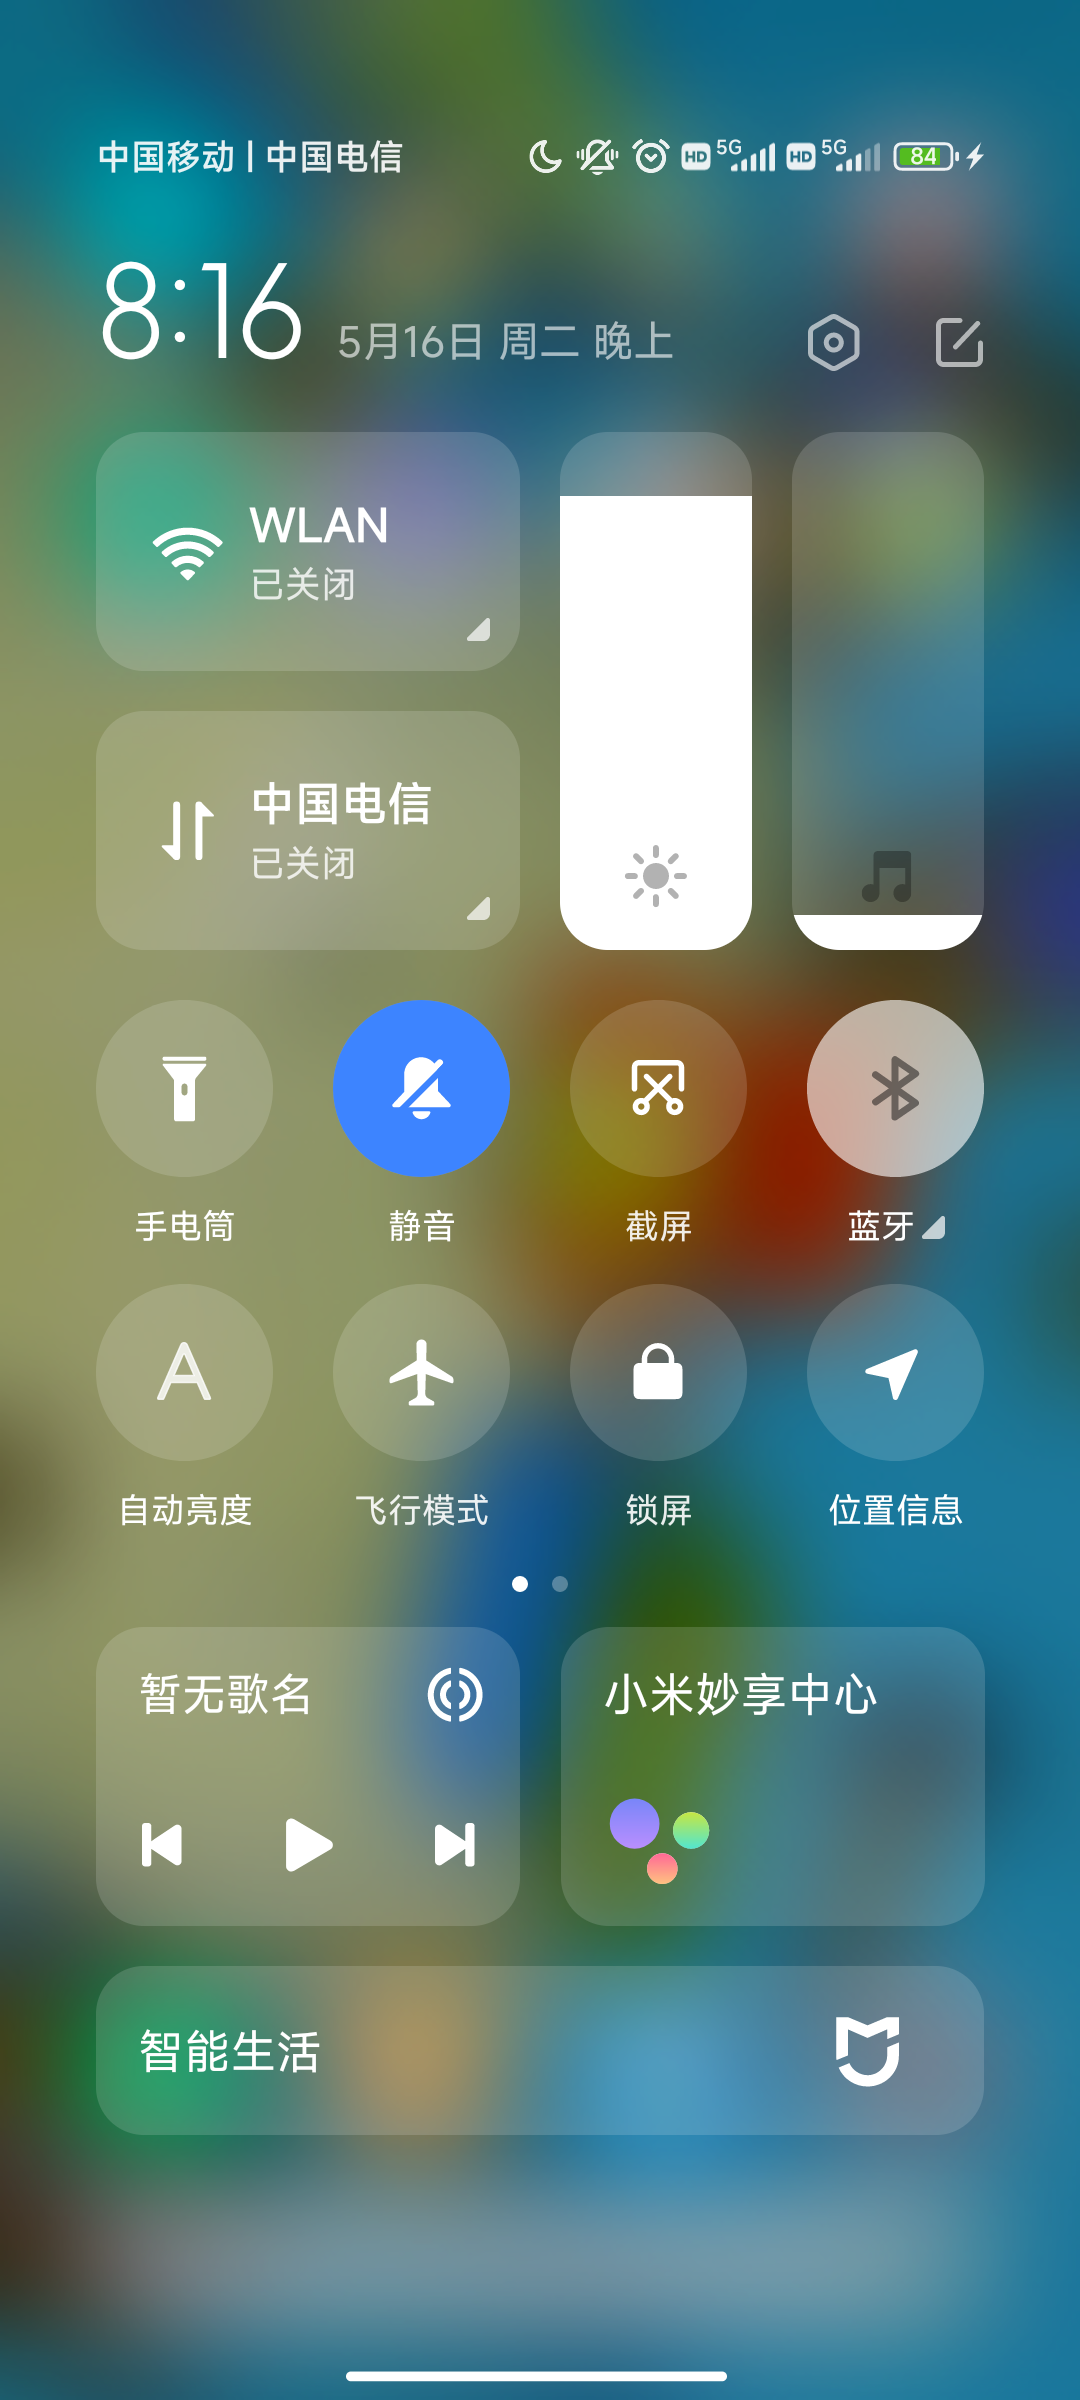 中国移动 | 中国电信 HD 5G HD 5G 84
8:16 5月16日 周二 晚上
WLAN
已关闭
中国电信
已关闭
手电筒 静音 截屏 蓝牙
自动亮度 飞行模式 锁屏 位置信息
暂无歌名 小米妙享中心
智能生活